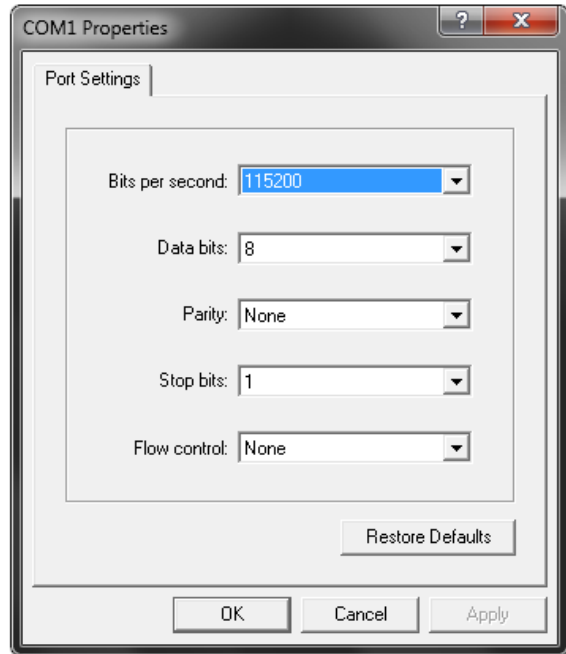 COM1 Properties
Port Settings
Bits per second: 115200
Data bits: 8
Parity: None
Stop bits: 1
Flow control: None
Restore Defaults
OK Cancel Apply